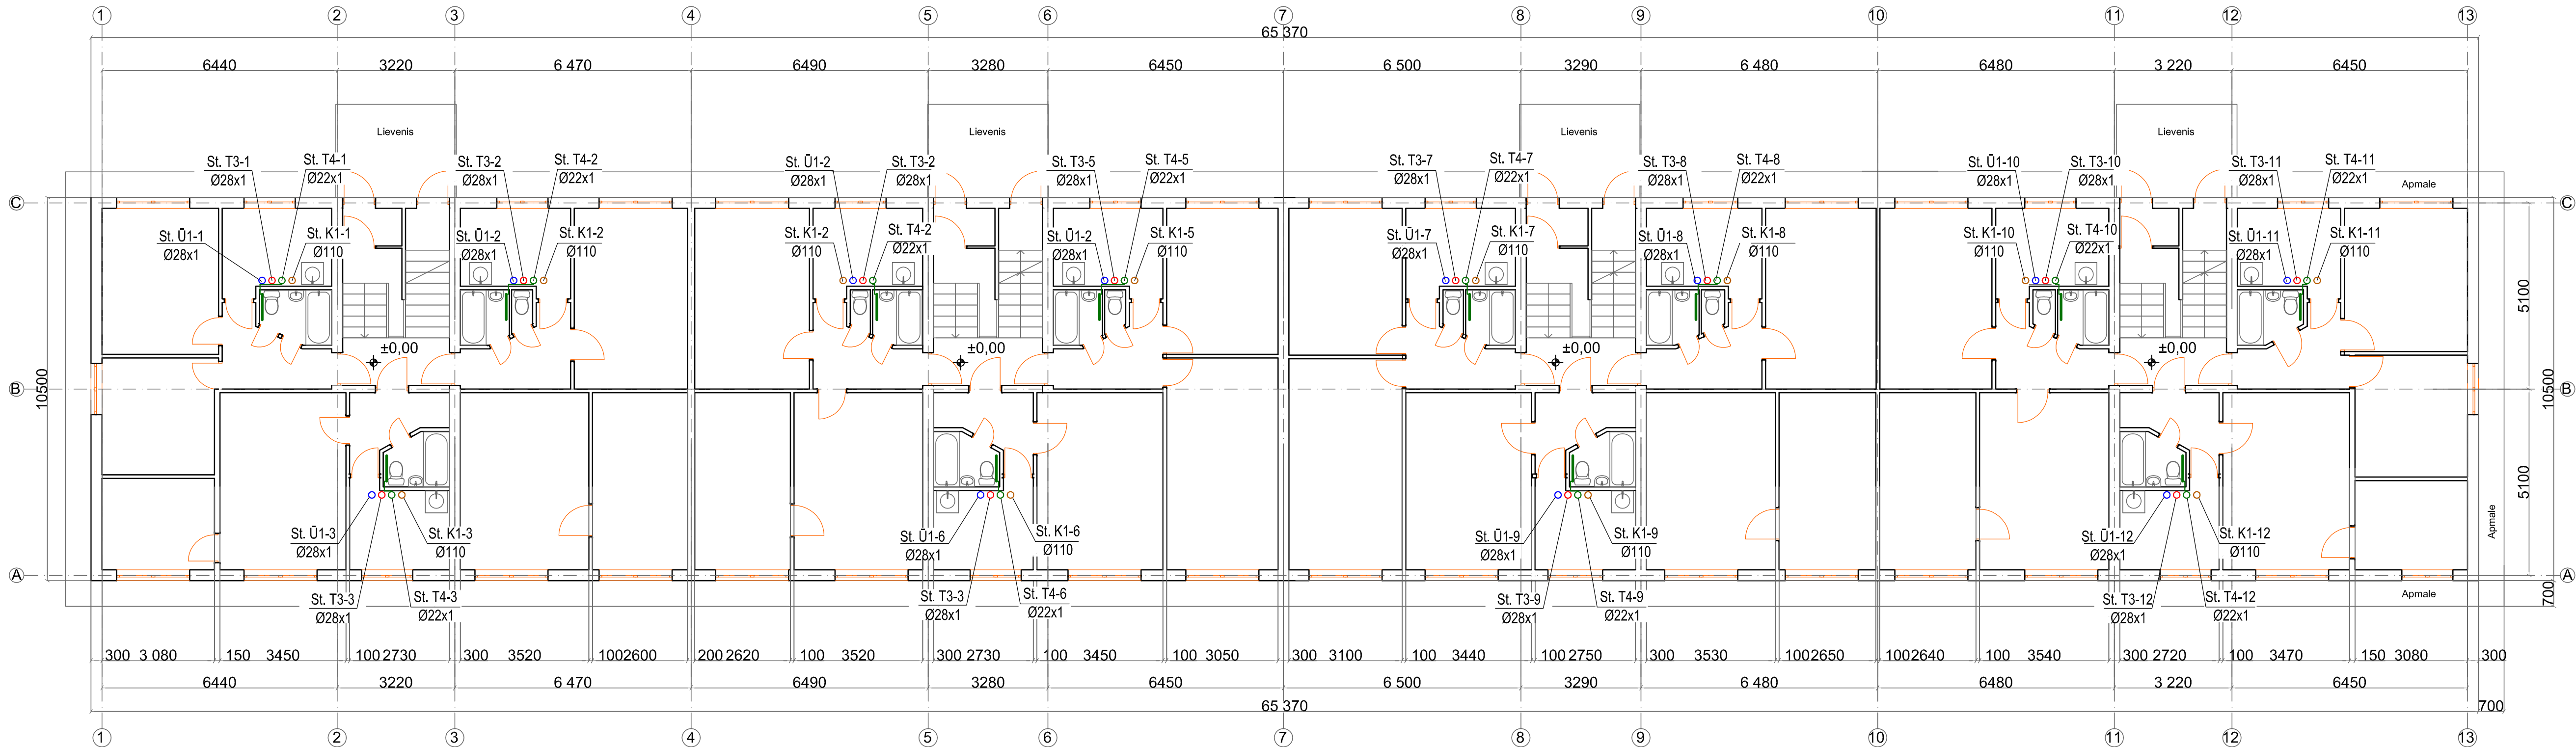 1 2 3 4 5 6 7 8 9 10 11 12 13
65 370
6440 3220 6 470 6490 3280 6450 6 500 3290 6 480 6480 3 220 6450
Lievenis Lievenis Lievenis Lievenis
St. T3-1 St. T4-1 St. T3-2 St. T4-2 St. Ū1-2 St. T3-2 St. T3-5 St. T4-5 St. T3-7 St. T4-7 St. T3-8 St. T4-8 St. Ū1-10 St. T3-10 St. T3-11 St. T4-11
Ø28x1 Ø22x1 Ø28x1 Ø22x1 Ø28x1 Ø28x1 Ø28x1 Ø22x1 Ø28x1 Ø22x1 Ø28x1 Ø22x1 Ø28x1 Ø28x1 Ø28x1 Ø22x1
Apmale
C C
St. Ū1-1 St. K1-1 St. Ū1-2 St. K1-2 St. K1-2 St. T4-2 St. Ū1-2 St. K1-5 St. Ū1-7 St. K1-7 St. Ū1-8 St. K1-8 St. K1-10 St. T4-10 St. Ū1-11 St. K1-11
Ø28x1 Ø110 Ø28x1 Ø110 Ø110 Ø22x1 Ø28x1 Ø110 Ø28x1 Ø110 Ø28x1 Ø110 Ø110 Ø22x1 Ø28x1 Ø110
5100
±0,00 ±0,00 ±0,00 ±0,00
B B
10500 10500
5100
Apmale
St. Ū1-3 St. K1-3 St. Ū1-6 St. K1-6 St. Ū1-9 St. K1-9 St. Ū1-12 St. K1-12
Ø28x1 Ø110 Ø28x1 Ø110 Ø28x1 Ø110 Ø28x1 Ø110
A A
St. T3-3 St. T4-3 St. T3-3 St. T4-6 St. T3-9 St. T4-9 St. T3-12 St. T4-12
Ø28x1 Ø22x1 Ø28x1 Ø22x1 Ø28x1 Ø22x1 Ø28x1 Ø22x1
Apmale
700
300 3 080 150 3450 100 2730 300 3520 100 2600 200 2620 100 3520 300 2730 100 3450 100 3050 300 3100 100 3440 100 2750 300 3530 100 2650 100 2640 100 3540 300 2720 100 3470 150 3080 300
6440 3220 6 470 6490 3280 6450 6 500 3290 6 480 6480 3 220 6450
65 370 700
1 2 3 4 5 6 7 8 9 10 11 12 13